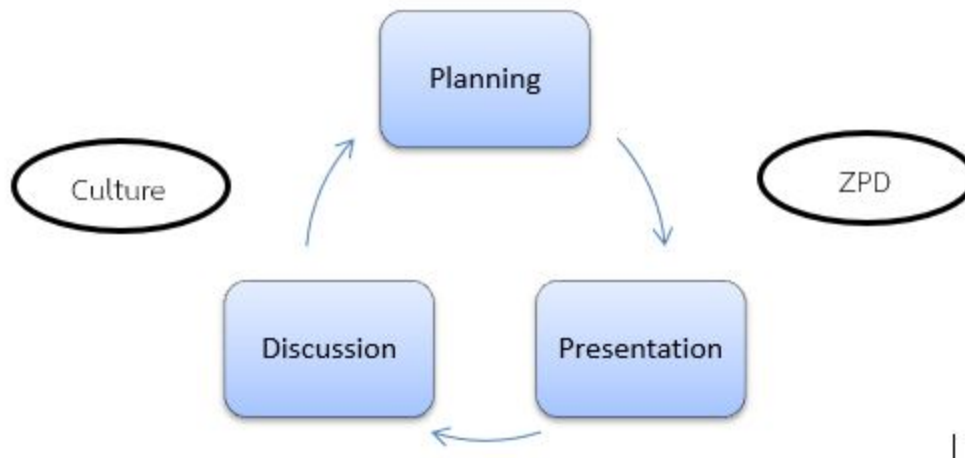 Planning
Culture
ZPD
Discussion
Presentation